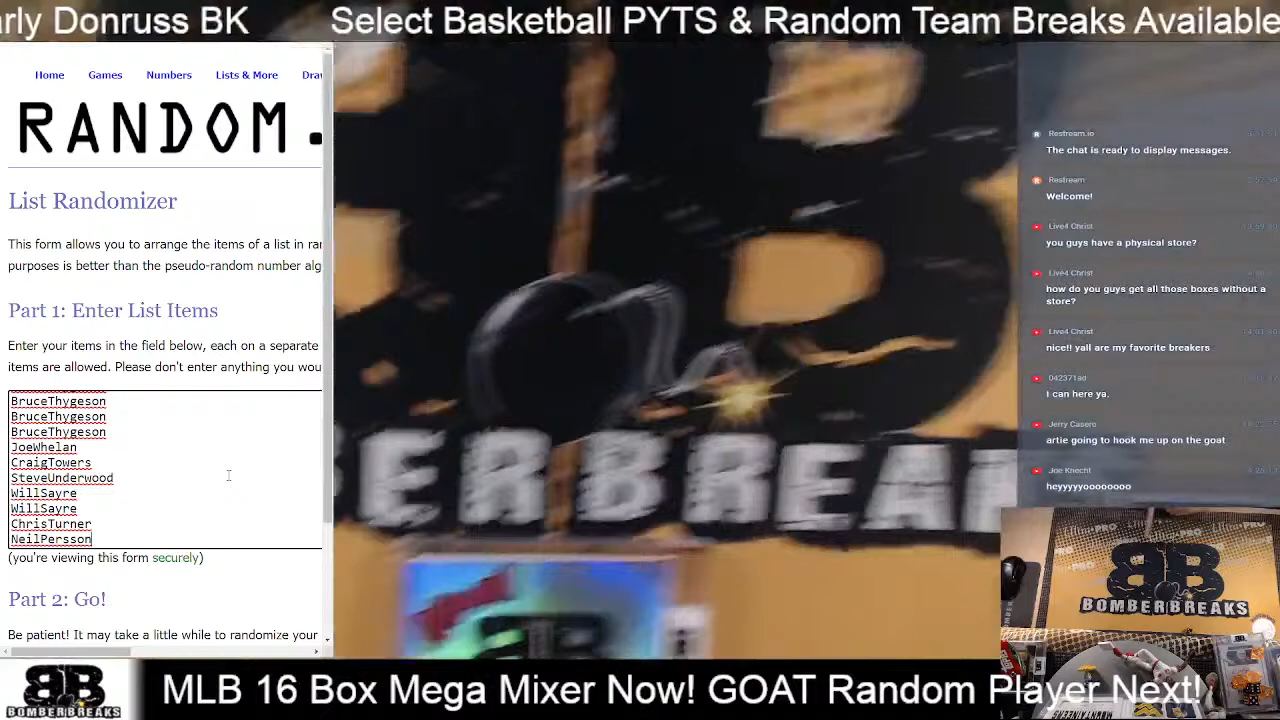 arly Donruss BK Select Basketball PYTS & Random Team Breaks Available
Home Games Numbers Lists & More Drav
RANDOM.
List Randomizer
This form allows you to arrange the items of a list in rar
purposes is better than the pseudo-random number alg
Part 1: Enter List Items
Enter your items in the field below, each on a separate
items are allowed. Please don't enter anything you wou
BruceThygeson
BruceThygeson
BruceThygeson
JoeWhelan
CraigTowers
SteveUnderwood
WillSayre
WillSayre
ChrisTurner
NeilPersson
(you're viewing this form securely)
Part 2: Go!
Be patient! It may take a little while to randomize your
ERBREA
Restream.io
The chat is ready to display messages.
Restream
Welcome!
Live4 Christ
you guys have a physical store?
Live4 Christ
how do you guys get all those boxes without a
store?
Live4 Christ
nice!! yall are my favorite breakers
042371ad
I can here ya.
Jerry Casero
artie going to hook me up on the goat
Joe Knecht
heyyyyyoooooooo
BB
BOMBERBREAKS
BB
BOMBERBREAKS
MLB 16 Box Mega Mixer Now! GOAT Random Player Next!